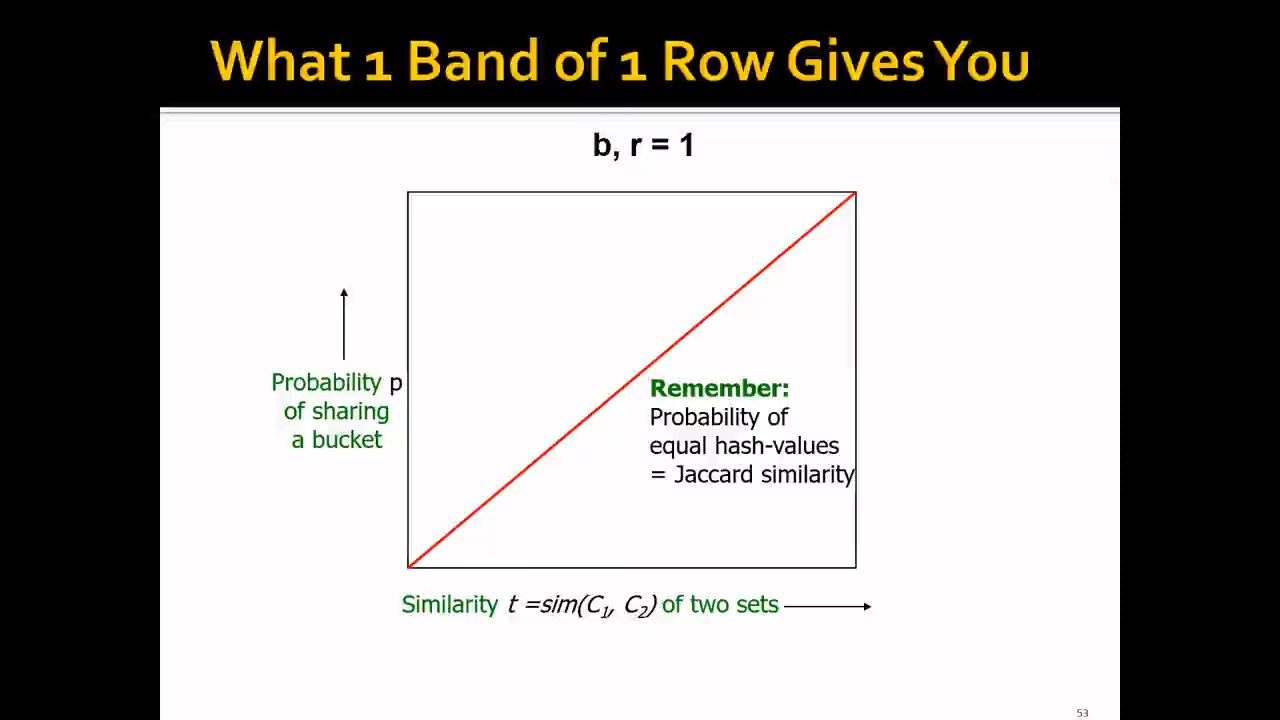 What 1 Band of 1 Row Gives You
b, r = 1
Probability p
of sharing
a bucket
Remember:
Probability of
equal hash-values
= Jaccard similarity
Similarity t =sim(C₁, C₂) of two sets
53